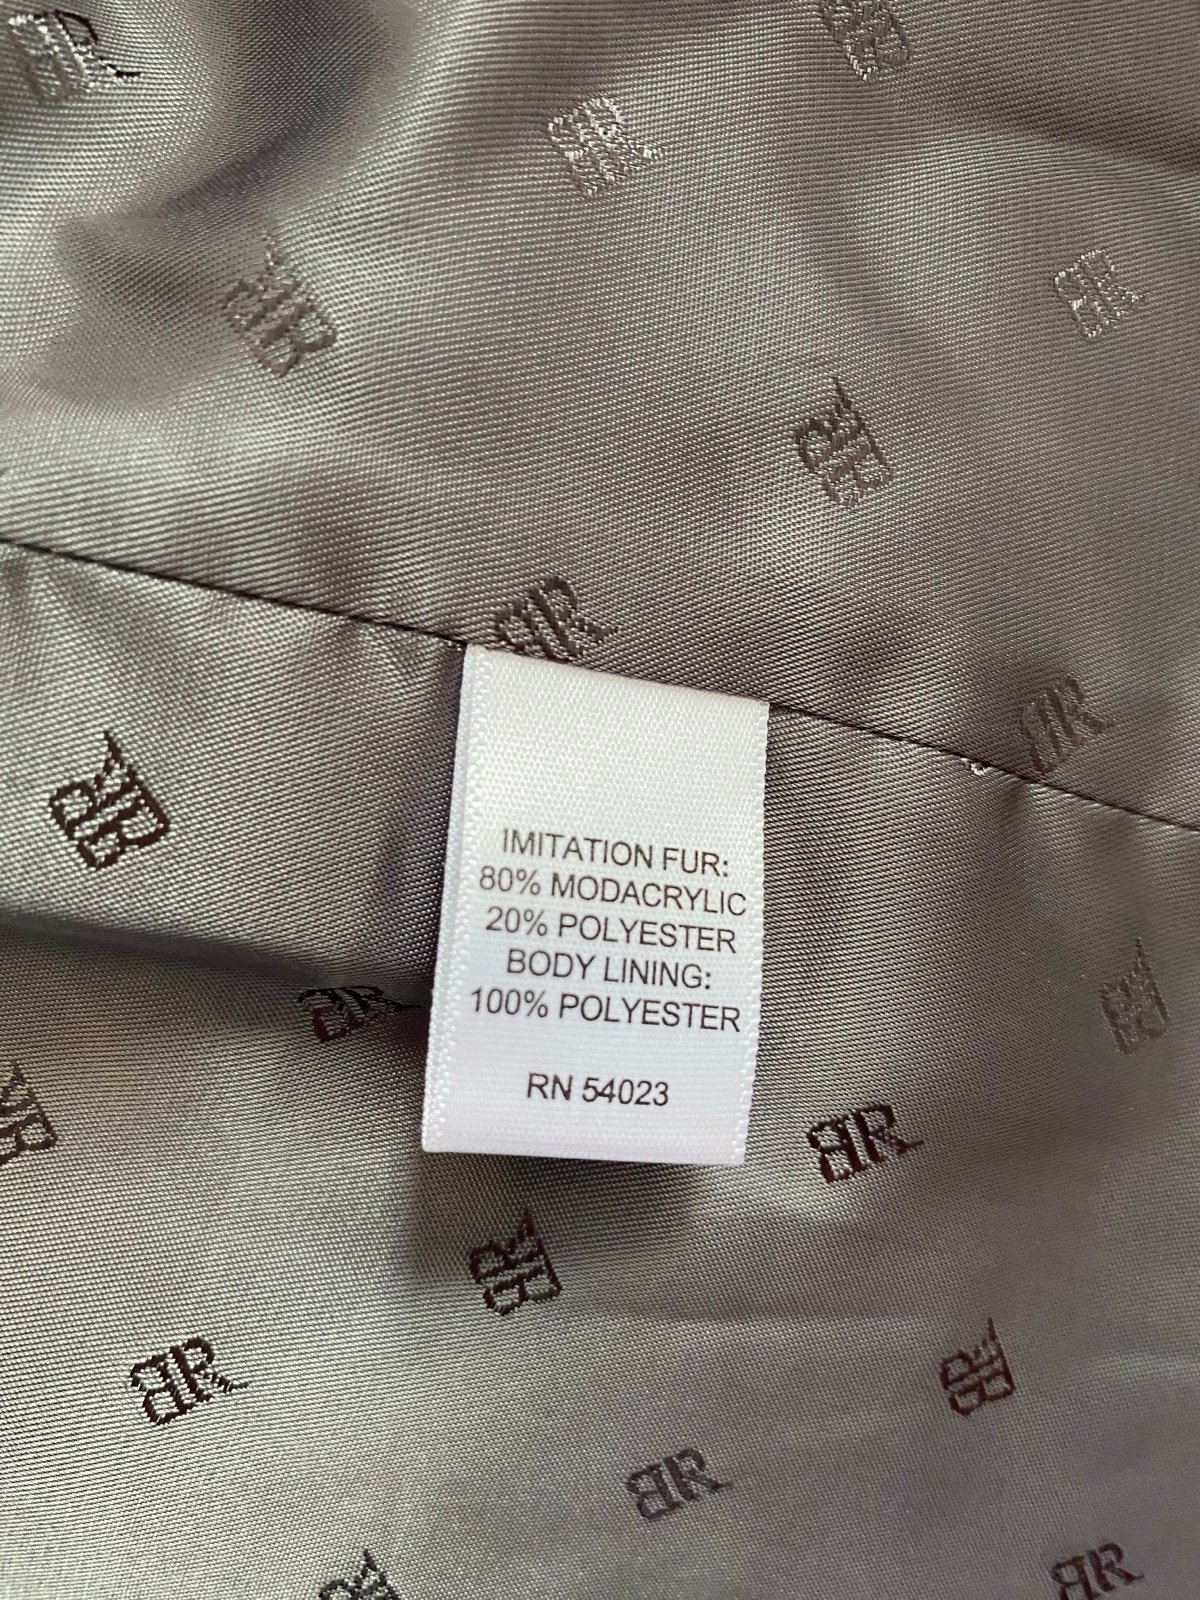 IMITATION FUR:
80% MODACRYLIC
20% POLYESTER
BODY LINING:
100% POLYESTER
RN 54023